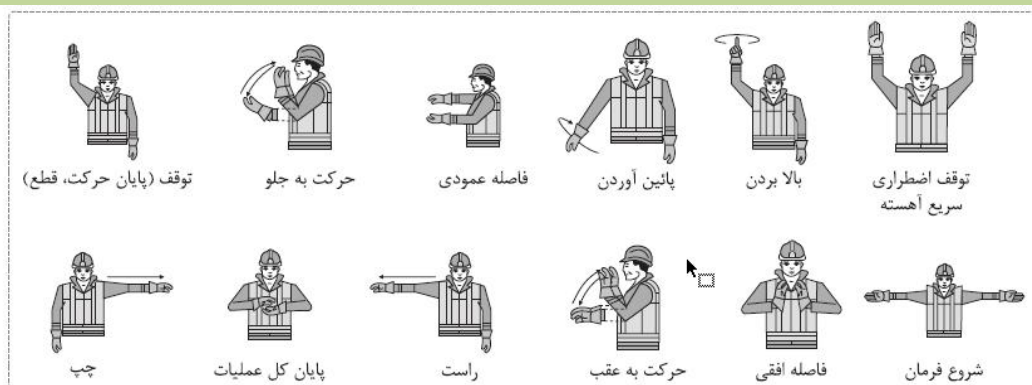 توقف اضطراری
سریع آهسته
بالا بردن
پائین آوردن
فاصله عمودی
حرکت به جلو
توقف (پایان حرکت، قطع)
شروع فرمان
فاصله افقی
حرکت به عقب
راست
پایان کل عملیات
چپ